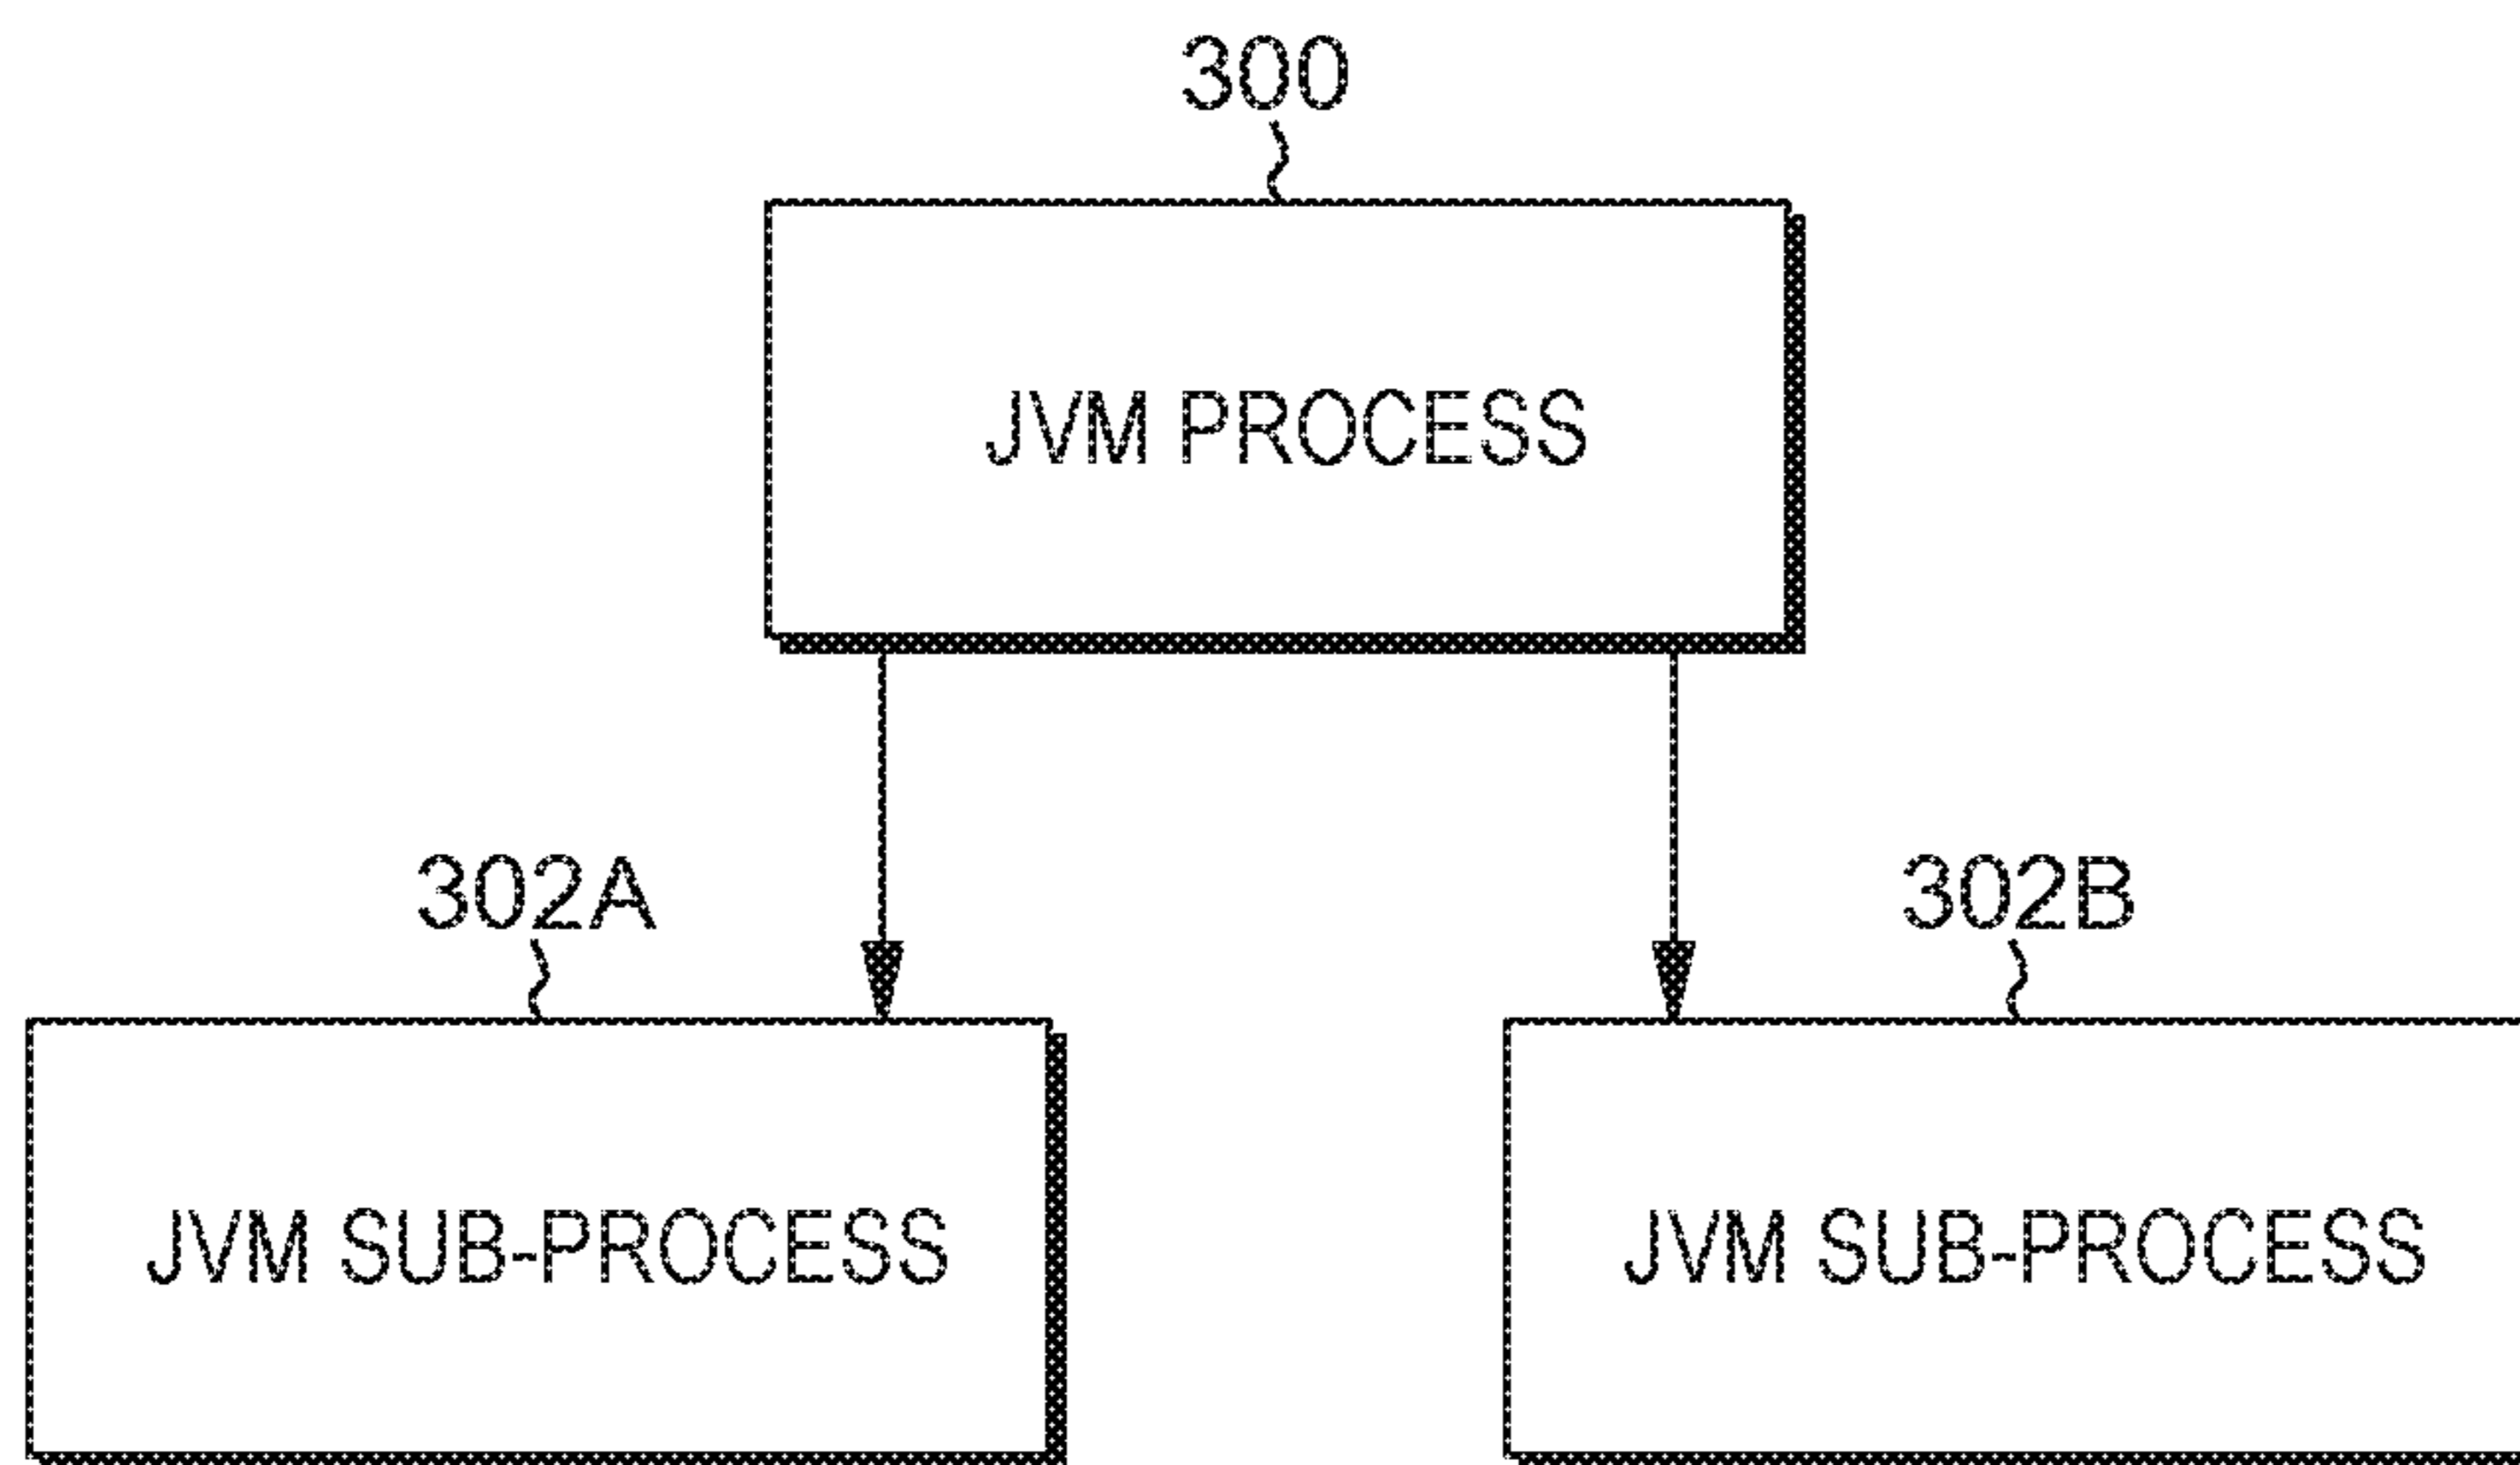 300
JVM PROCESS
302A
302B
JVM SUB-PROCESS
JVM SUB-PROCESS